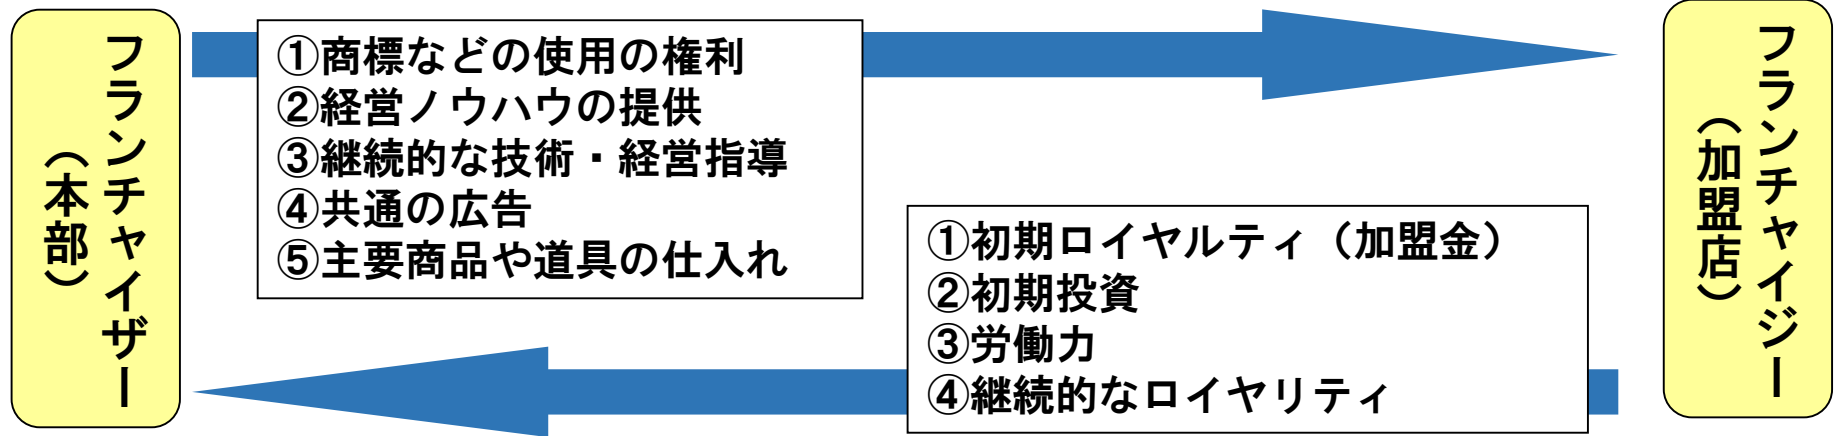 フランチャイザー
（本部）
①商標などの使用の権利
②経営ノウハウの提供
③継続的な技術・経営指導
④共通の広告
⑤主要商品や道具の仕入れ
①初期ロイヤルティ（加盟金）
②初期投資
③労働力
④継続的なロイヤリティ
フランチャイジー
（加盟店）